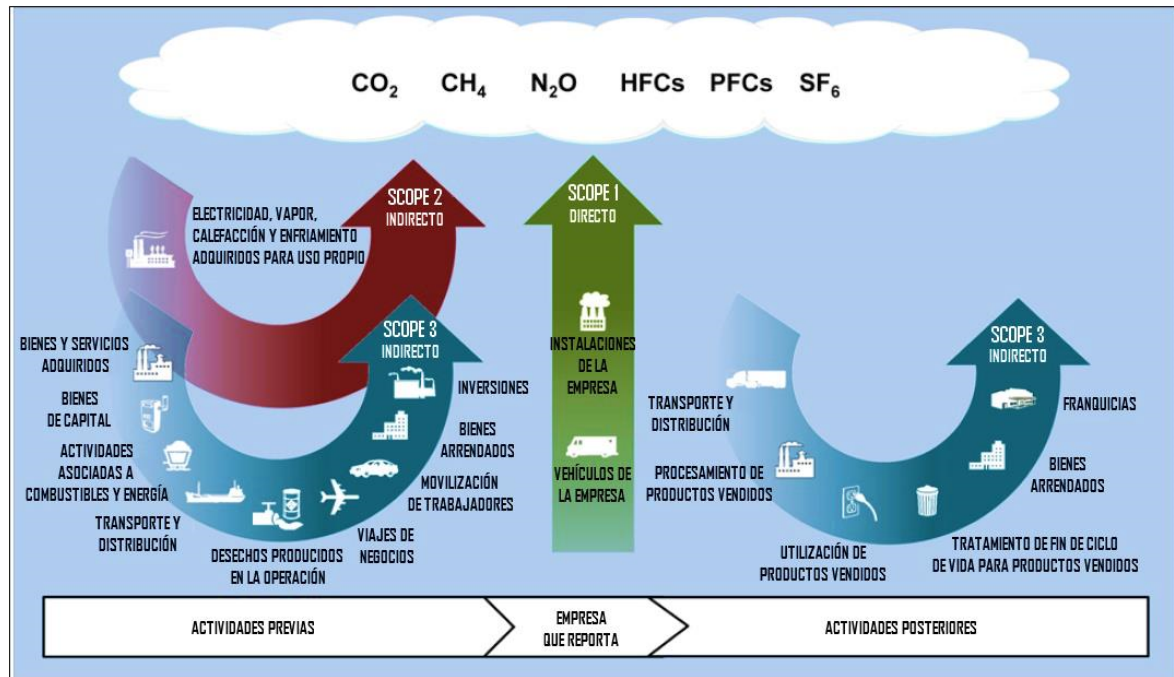 CO2 CH4 N2O HFCs PFCs SF6
SCOPE 2
INDIRECTO
ELECTRICIDAD, VAPOR,
CALEFACCIÓN Y ENFRIAMIENTO
ADQUIRIDOS PARA USO PROPIO
SCOPE 3
INDIRECTO
BIENES Y SERVICIOS
ADQUIRIDOS
BIENES
DE CAPITAL
ACTIVIDADES
ASOCIADAS A
COMBUSTIBLES Y ENERGÍA
TRANSPORTE Y
DISTRIBUCIÓN
DESECHOS PRODUCIDOS
EN LA OPERACIÓN
VIAJES DE
NEGOCIOS
MOVILIZACIÓN
DE TRABAJADORES
BIENES
ARRENDADOS
INVERSIONES
SCOPE 1
DIRECTO
INSTALACIONES
DE LA
EMPRESA
VEHÍCULOS DE
LA EMPRESA
SCOPE 3
INDIRECTO
TRANSPORTE Y
DISTRIBUCIÓN
PROCESAMIENTO DE
PRODUCTOS VENDIDOS
UTILIZACIÓN DE
PRODUCTOS VENDIDOS
TRATAMIENTO DE FIN DE CICLO
DE VIDA PARA PRODUCTOS VENDIDOS
BIENES
ARRENDADOS
FRANQUICIAS
ACTIVIDADES PREVIAS
EMPRESA
QUE REPORTA
ACTIVIDADES POSTERIORES